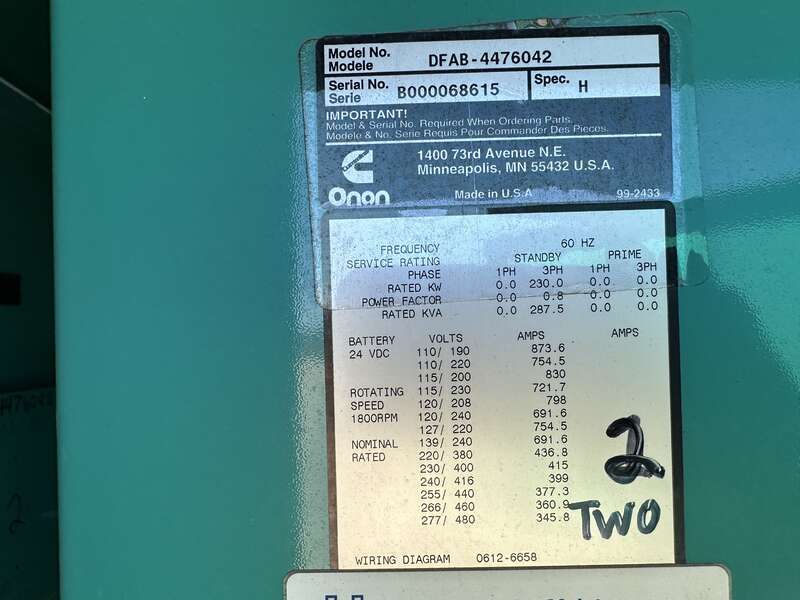 Model No. DFAB-4476042
Modele
Serial No. B000068615 Spec. H
Serie
IMPORTANT!
Model & Serial No. Required When Ordering Parts.
Modele & No. Serie Requis Pour Commander Des Pieces.
1400 73rd Avenue N.E.
Minneapolis, MN 55432 U.S.A.
Onan Made in U.S.A 99-2433
FREQUENCY 60 HZ
SERVICE RATING STANDBY PRIME
PHASE 1PH 3PH 1PH 3PH
RATED KW 0.0 230.0 0.0 0.0
POWER FACTOR 0.0 0.8 0.0 0.0
RATED KVA 0.0 287.5 0.0 0.0
BATTERY VOLTS AMPS AMPS
24 VDC 110/ 190 873.6
110/ 220 754.5
115/ 200 830
ROTATING 115/ 230 721.7
SPEED 120/ 208 798
1800RPM 120/ 240 691.6
127/ 220 754.5
NOMINAL 139/ 240 691.6
RATED 220/ 380 436.8
230/ 400 415
240/ 416 399
255/ 440 377.3
266/ 460 360.9
277/ 480 345.8
2
TWO
WIRING DIAGRAM 0612-6658
2